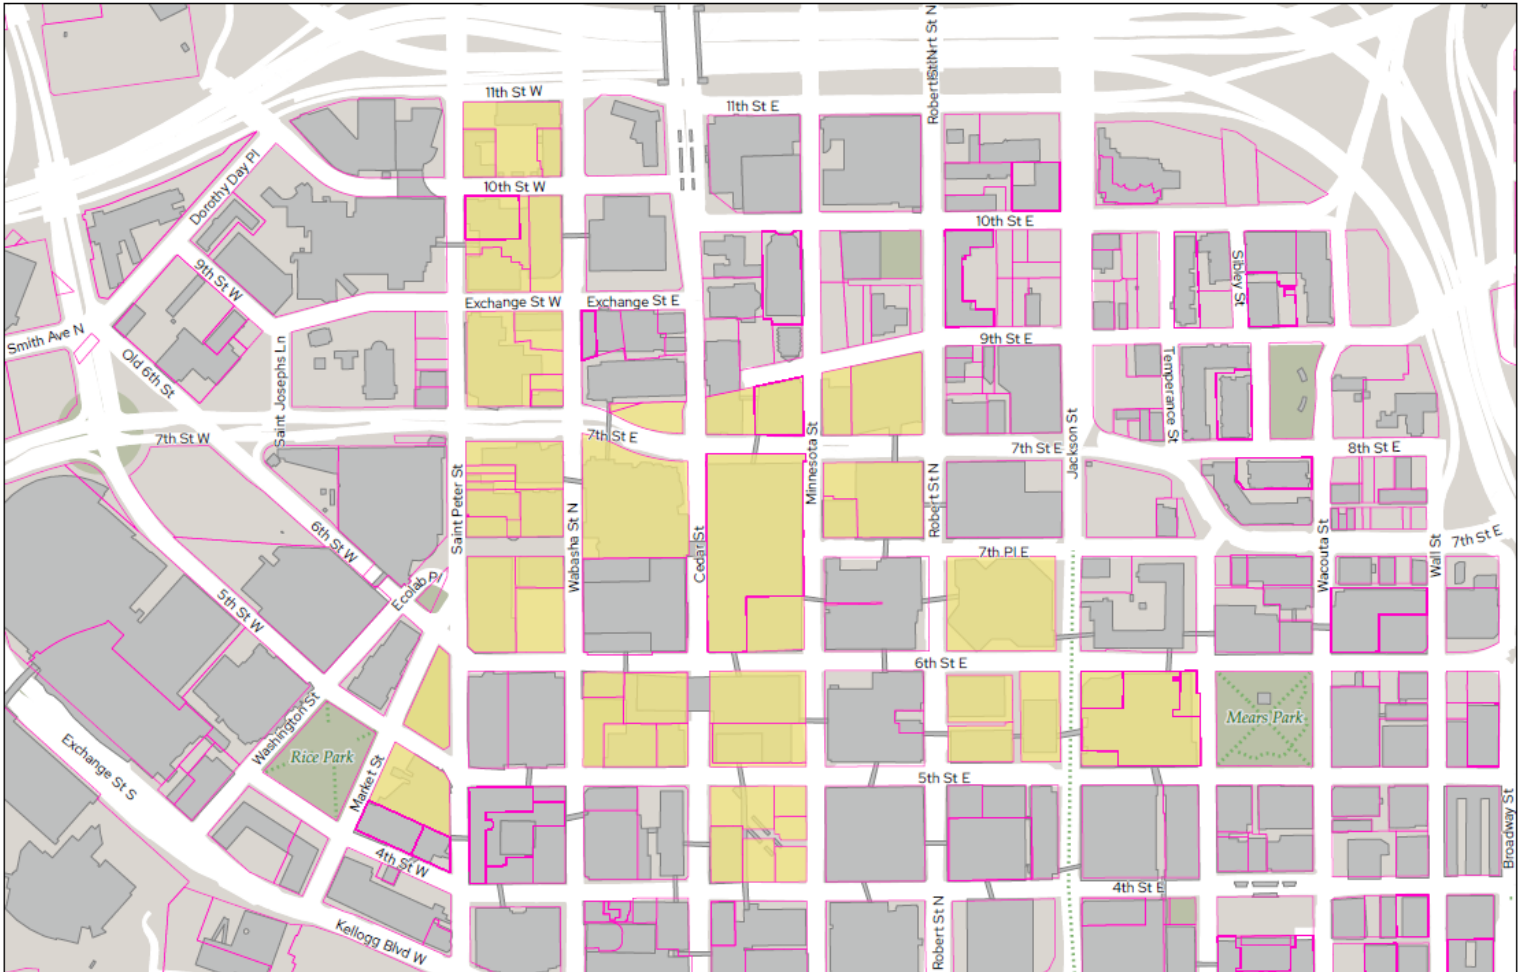 Robert St N
Robert St N
11th St W
11th St E
Dorothy Day Pl
10th St W
10th St E
9th St W
Sibley St
Exchange St W
Exchange St E
Smith Ave N
Old 6th St
Saint Josephs Ln
9th St E
Temperance St
7th St W
7th St E
Minnesota St
Jackson St
7th St E
8th St E
Saint Peter St
Wabasha St N
Cedar St
Robert St N
6th St W
7th Pl E
Wacouta St
Wall St
7th St E
Ecolab Pl
5th St W
6th St E
Washington St
Rice Park
Mears Park
Exchange St S
Market St
5th St E
Broadway St
4th St W
4th St E
Kellogg Blvd W
Robert St N